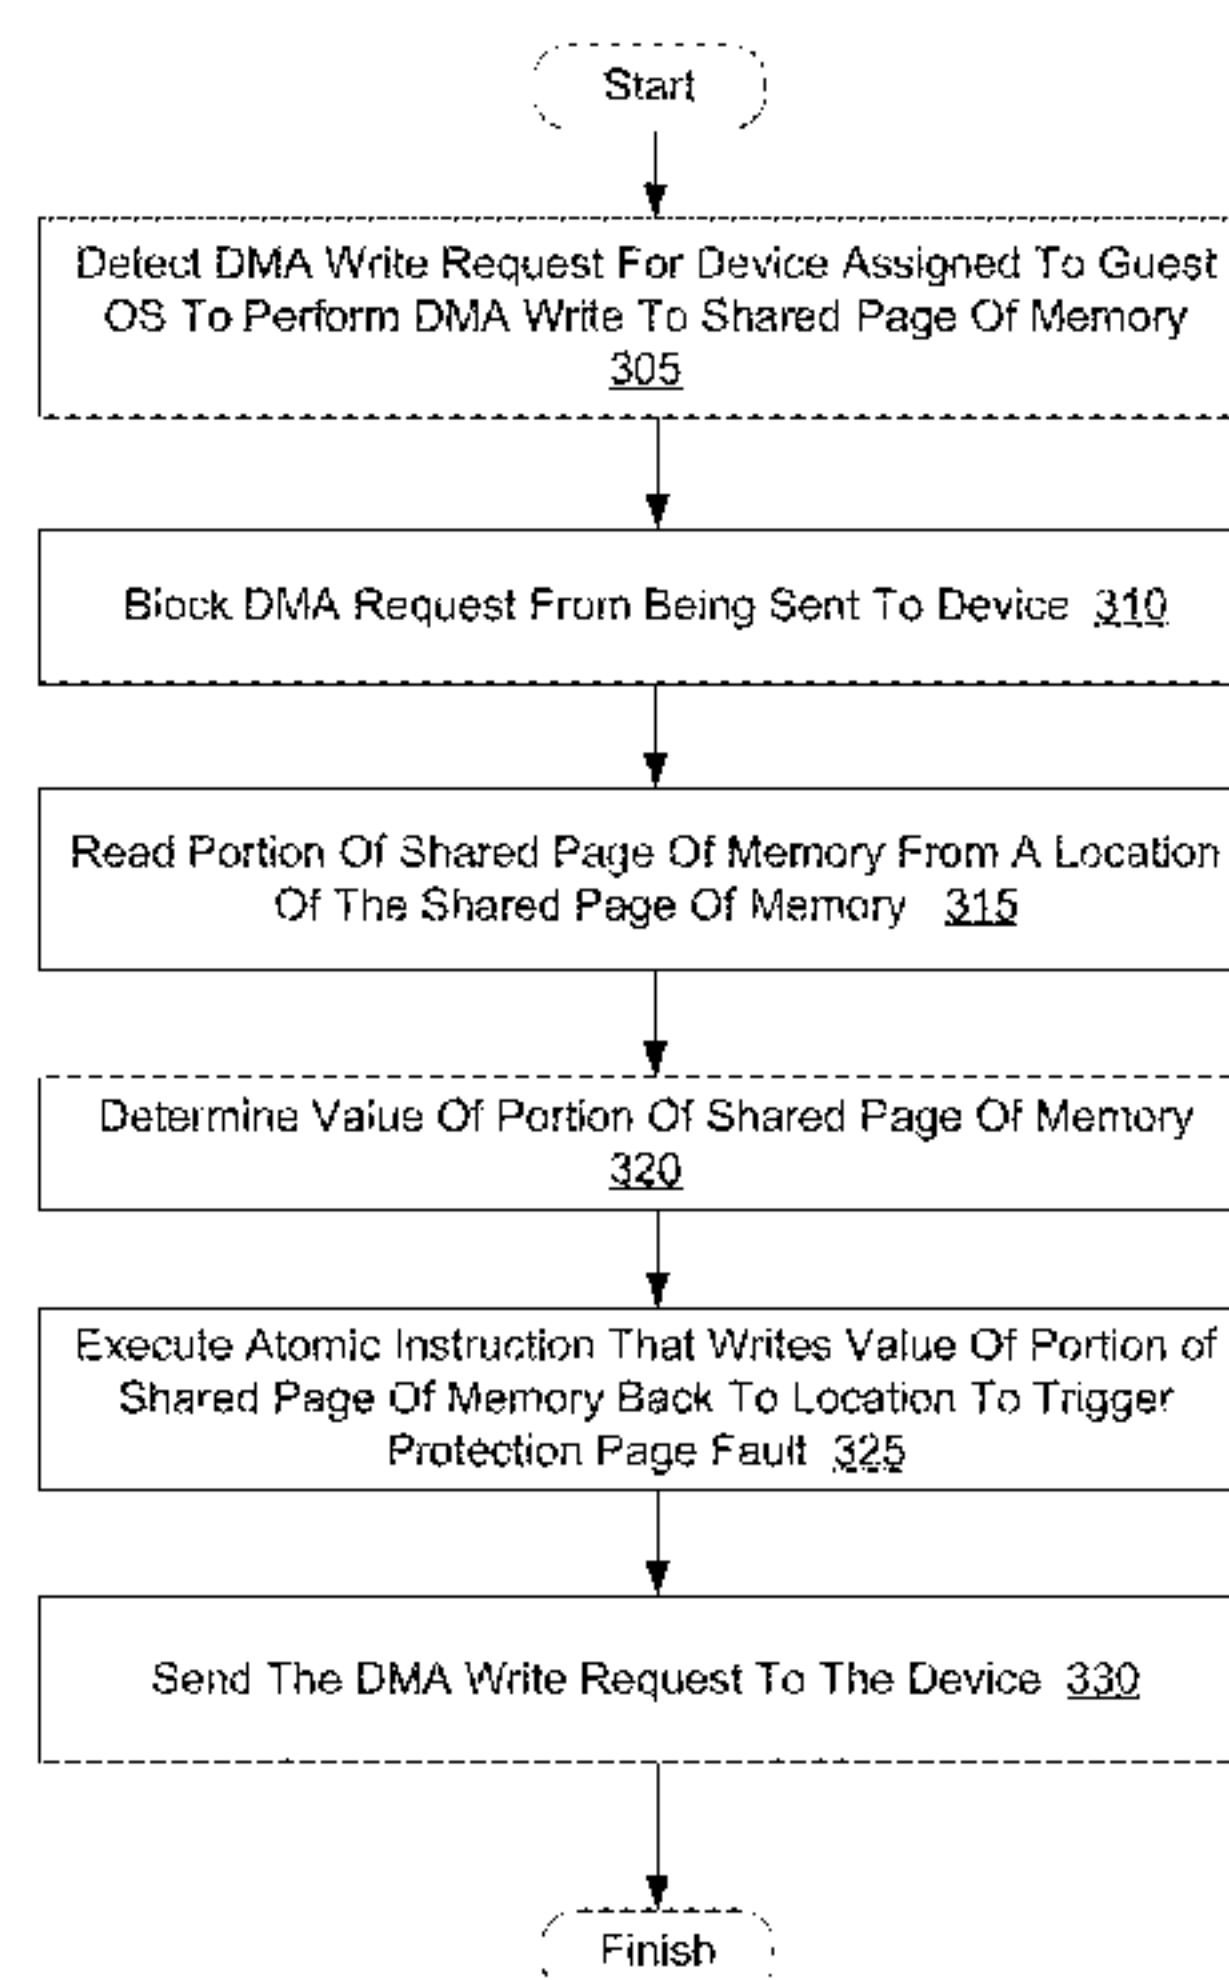 Start
Detect DMA Write Request For Device Assigned To Guest
OS To Perform DMA Write To Shared Page Of Memory
305
Block DMA Request From Being Sent To Device 310
Read Portion Of Shared Page Of Memory From A Location
Of The Shared Page Of Memory 315
Determine Value Of Portion Of Shared Page Of Memory
320
Execute Atomic Instruction That Writes Value Of Portion of
Shared Page Of Memory Back To Location To Trigger
Protection Page Fault 325
Send The DMA Write Request To The Device 330
Finish